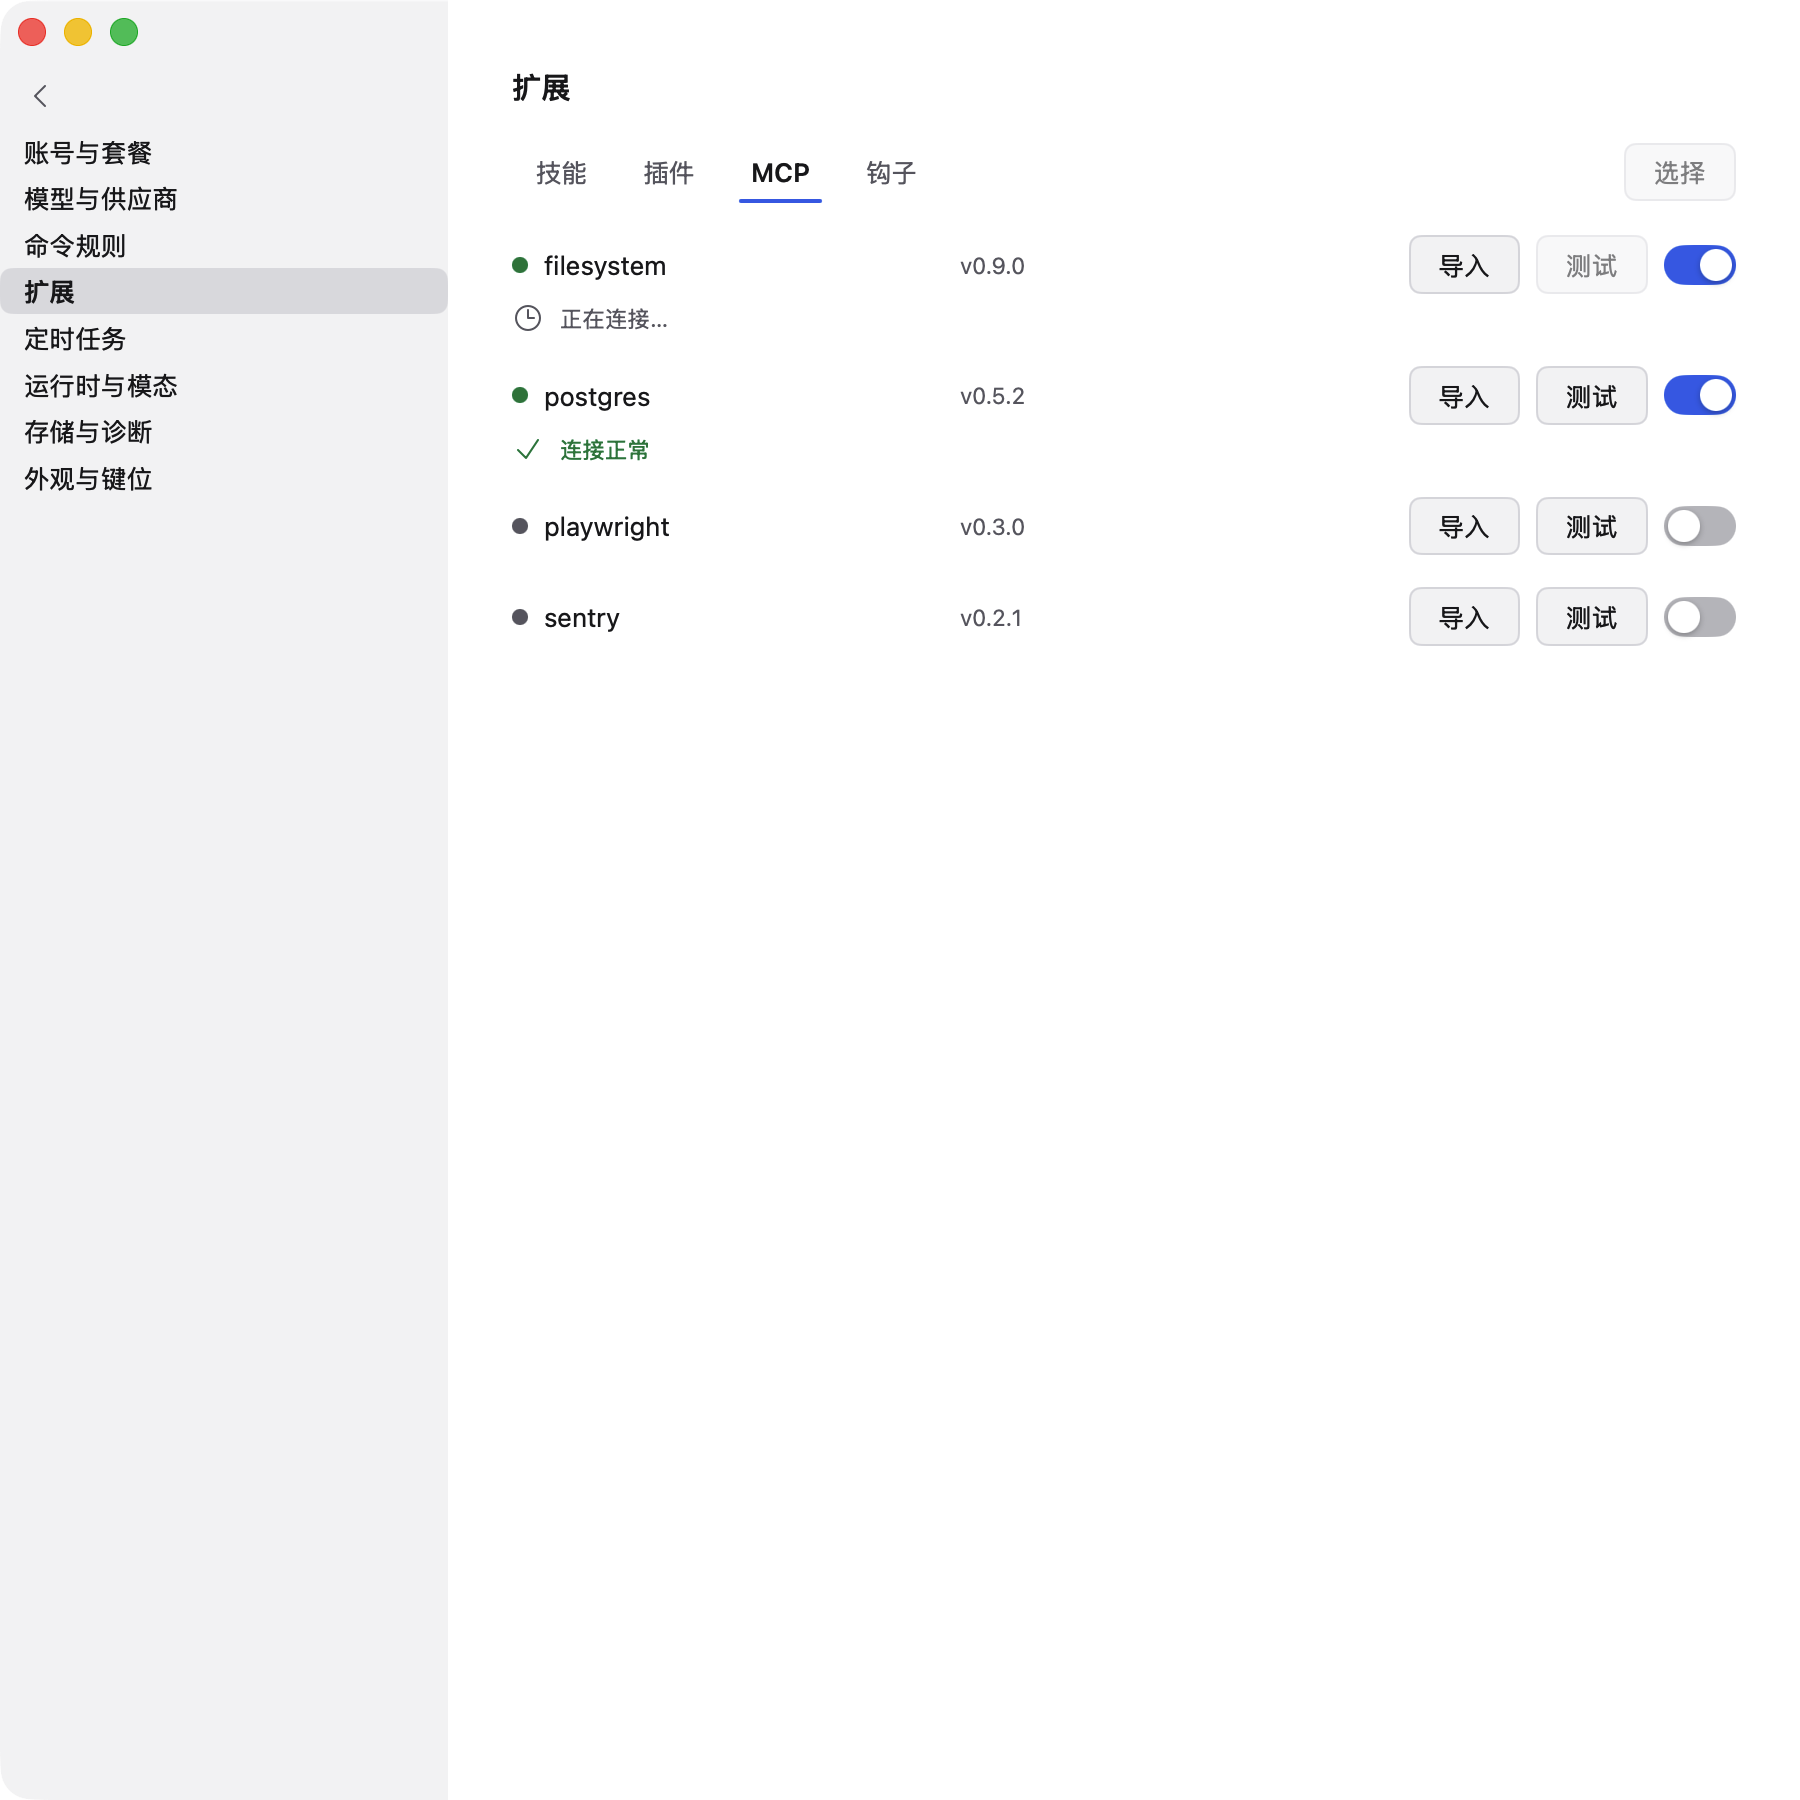 扩展
账号与套餐
模型与供应商
命令规则
扩展
定时任务
运行时与模态
存储与诊断
外观与键位
技能 插件 MCP 钩子 选择
filesystem v0.9.0 导入 测试
正在连接...
postgres v0.5.2 导入 测试
连接正常
playwright v0.3.0 导入 测试
sentry v0.2.1 导入 测试